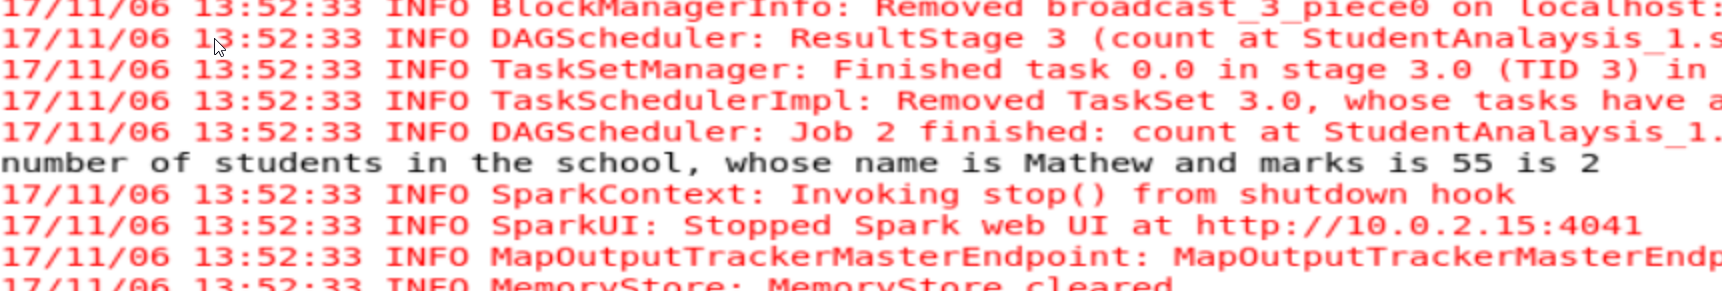 17/11/06 13:52:33 INFO BlockManagerInfo: Removed broadcast_3_piece0 on localhost:
17/11/06 13:52:33 INFO DAGScheduler: ResultStage 3 (count at StudentAnalaysis_1.s
17/11/06 13:52:33 INFO TaskSetManager: Finished task 0.0 in stage 3.0 (TID 3) in
17/11/06 13:52:33 INFO TaskSchedulerImpl: Removed TaskSet 3.0, whose tasks have a
17/11/06 13:52:33 INFO DAGScheduler: Job 2 finished: count at StudentAnalaysis_1.
number of students in the school, whose name is Mathew and marks is 55 is 2
17/11/06 13:52:33 INFO SparkContext: Invoking stop() from shutdown hook
17/11/06 13:52:33 INFO SparkUI: Stopped Spark web UI at http://10.0.2.15:4041
17/11/06 13:52:33 INFO MapOutputTrackerMasterEndpoint: MapOutputTrackerMasterEndp
17/11/06 13:52:33 INFO MemoryStore: MemoryStore cleared